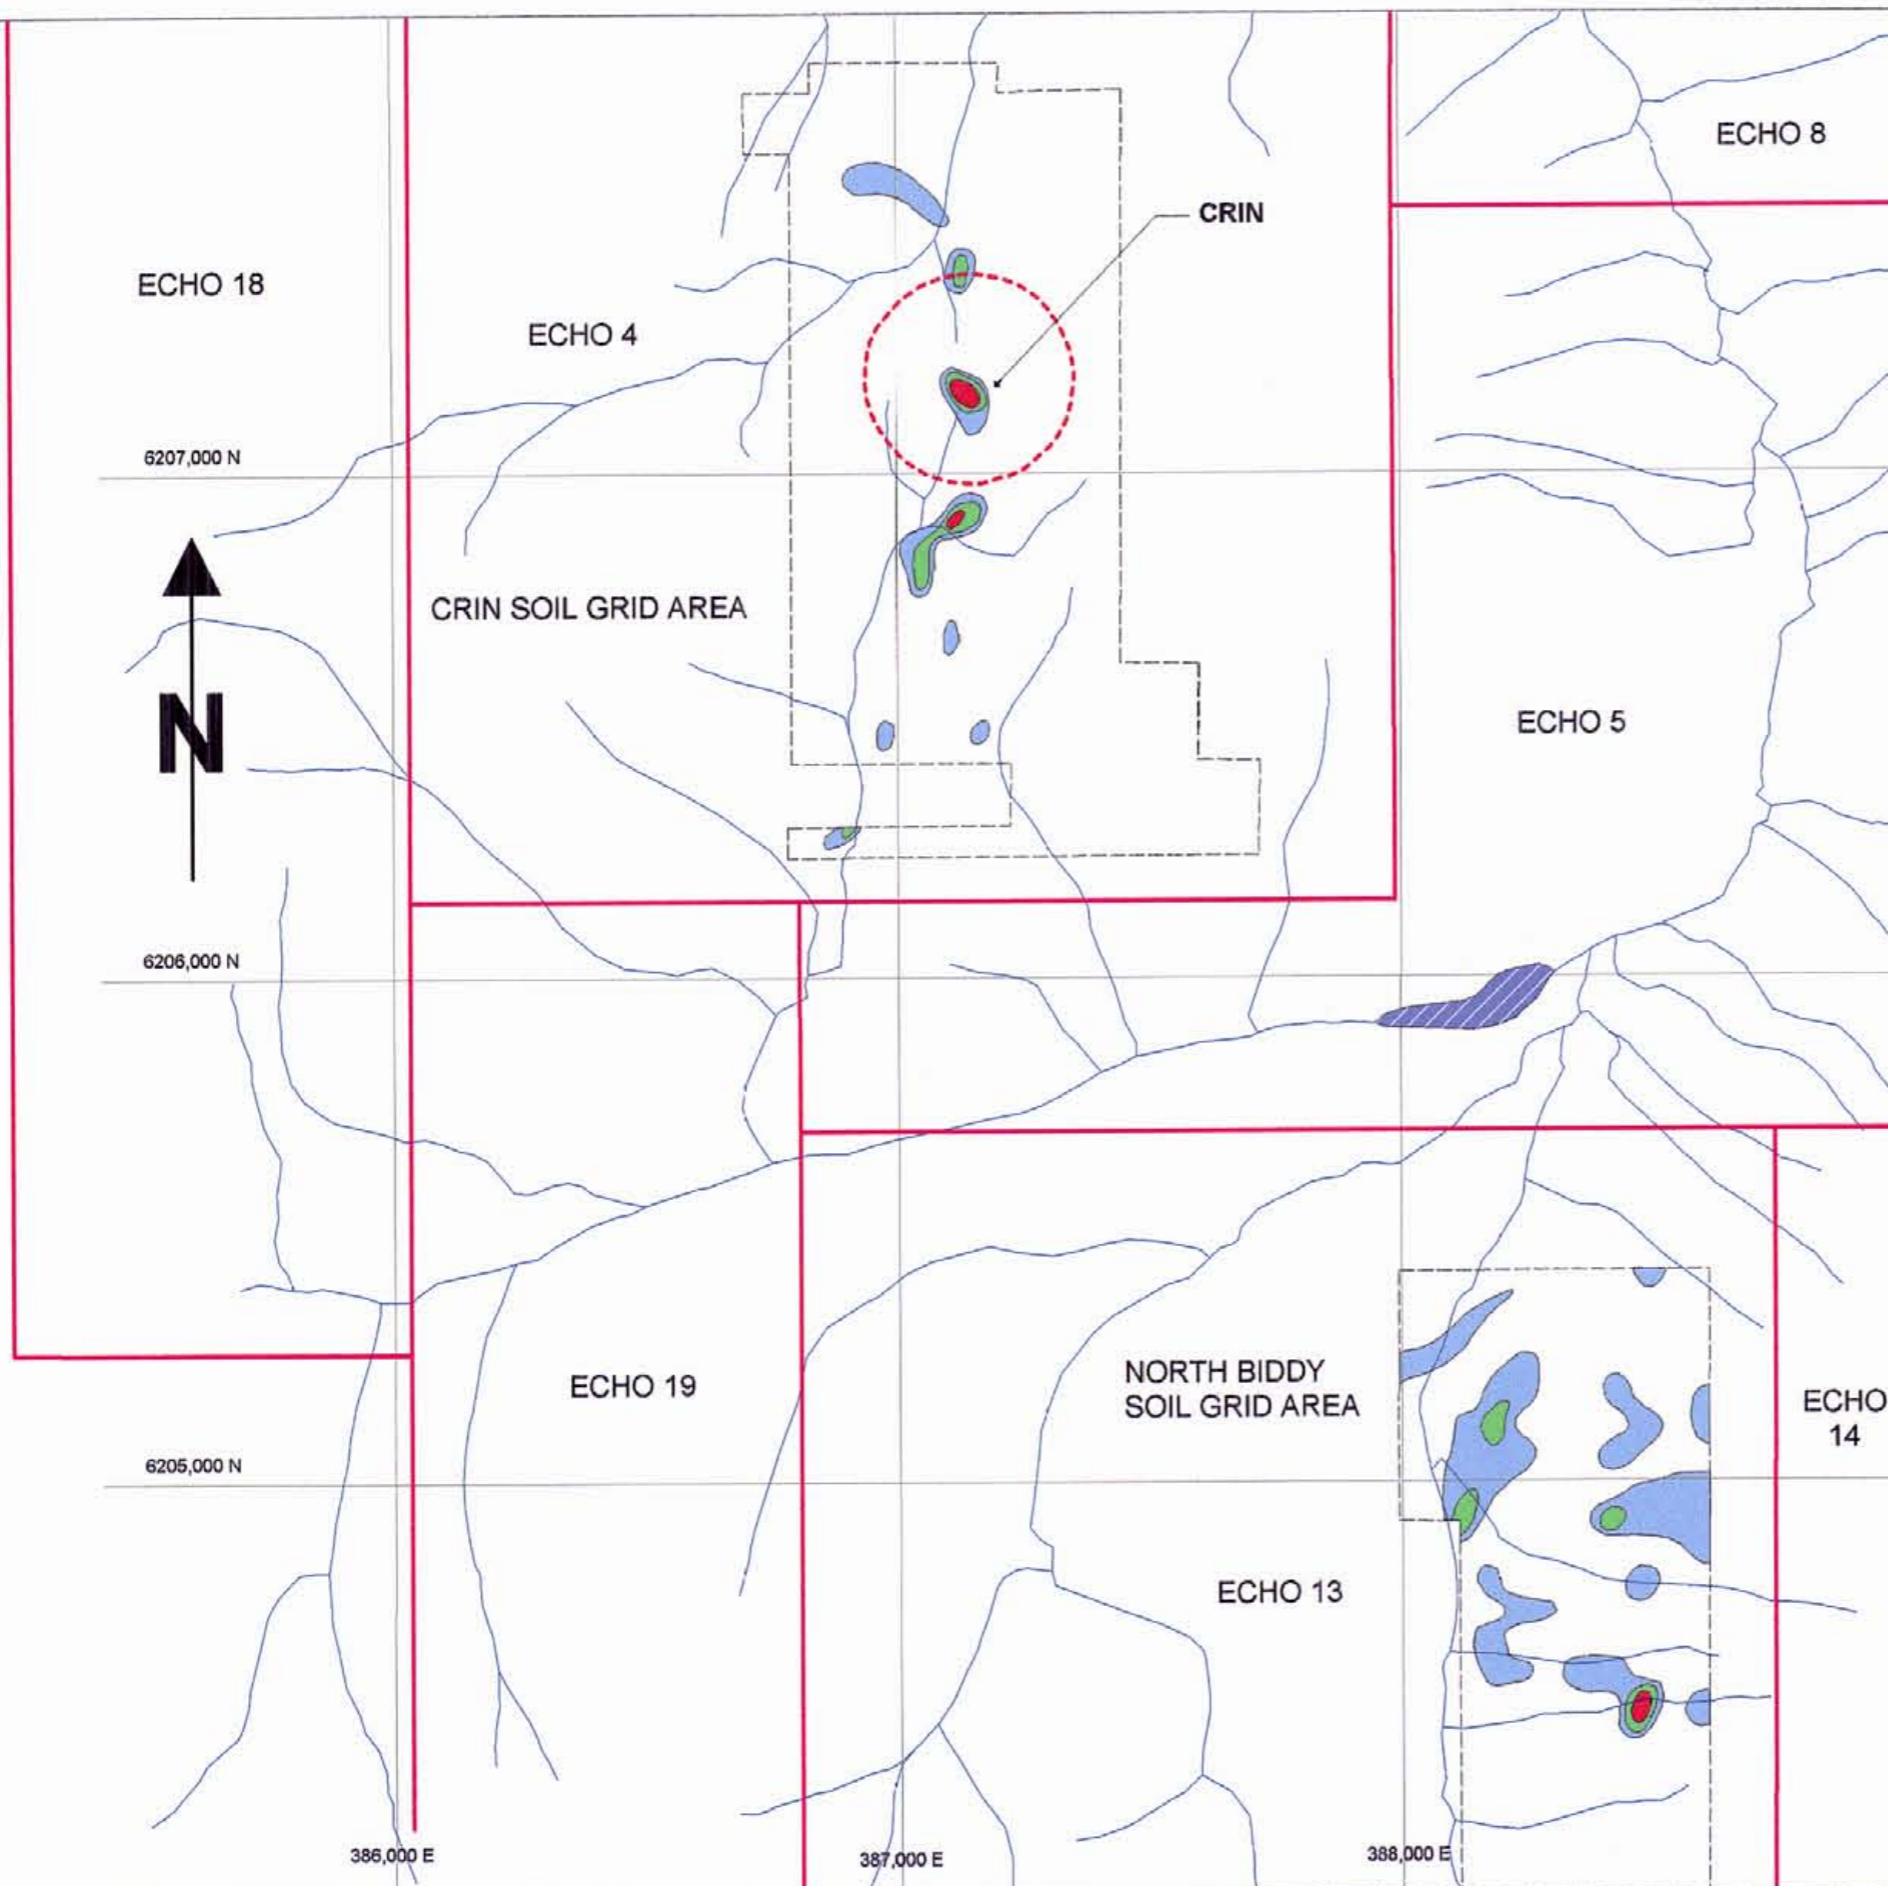 ECHO 8
CRIN
ECHO 18
ECHO 4
6207,000 N
CRIN SOIL GRID AREA
N
ECHO 5
6206,000 N
NORTH BIDDY
SOIL GRID AREA
ECHO 19
ECHO
14
6205,000 N
ECHO 13
386,000 E
387,000 E
388,000 E